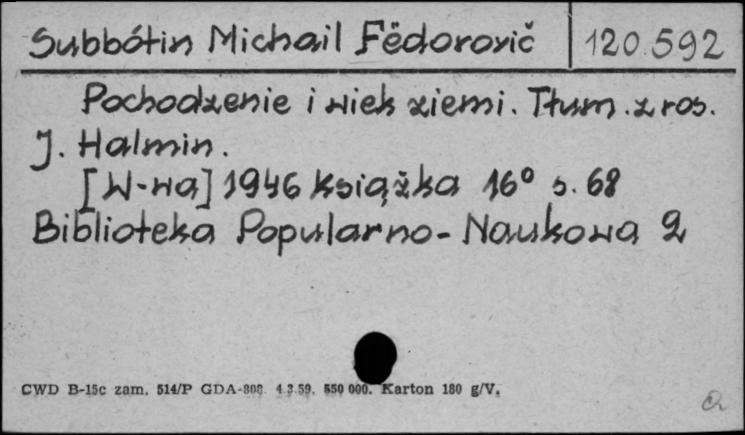 Subbótin Michail Fëdorovič 120.592
Pochodzenie i wiek ziemi. Tłum. z ros.
J. Halmin.
[W-wa] 1946 Książka 16° s. 68
Biblioteka Popularno-Naukowa 2
CWD B-15c zam. 514/P GDA-808 4.3.59. 550 000. Karton 180 g/V.